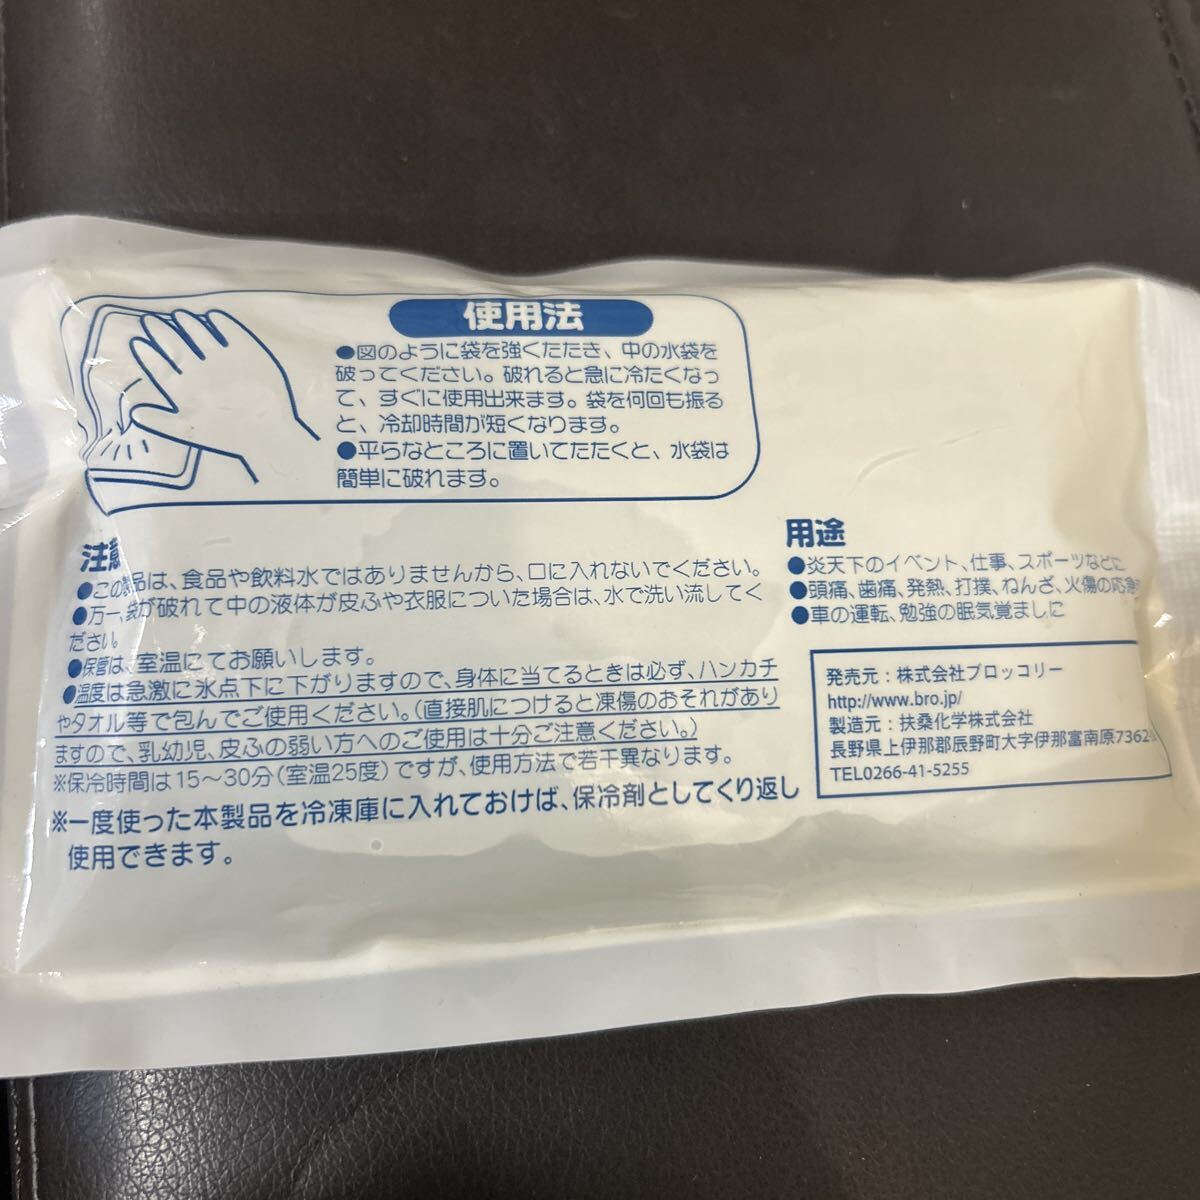 使用法
●図のように袋を強くたたき、中の水袋を
破ってください。破れると急に冷たくなっ
て、すぐに使用出来ます。袋を何回も振る
と、冷却時間が短くなります。
●平らなところに置いてたたくと、水袋は
簡単に破れます。
注意
●この製品は、食品や飲料水ではありませんから、口に入れないでください。
●万一、袋が破れて中の液体が皮ふや衣服についた場合は、水で洗い流してく
ださい。
●保管は、室温にてお願いします。
●温度は急激に氷点下に下がりますので、身体に当てるときは必ず、ハンカチ
やタオル等で包んでご使用ください。(直接肌につけると凍傷のおそれがあり
ますので、乳幼児、皮ふの弱い方へのご使用は十分ご注意ください。)
※保冷時間は15〜30分(室温25度)ですが、使用方法で若干異なります。
※一度使った本製品を冷凍庫に入れておけば、保冷剤としてくり返し
使用できます。
用途
●炎天下のイベント、仕事、スポーツなどに
●頭痛、歯痛、発熱、打撲、ねんざ、火傷の応急
●車の運転、勉強の眠気覚ましに
発売元：株式会社ブロッコリー
http://www.bro.jp/
製造元：扶桑化学株式会社
長野県上伊那郡辰野町大字伊那富南原7362
TEL0266-41-5255